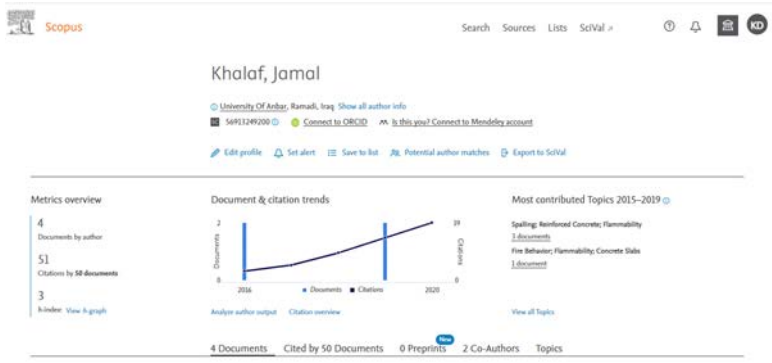 Scopus
Search Sources Lists SciVal ↗
KD
Khalaf, Jamal
University Of Anbar, Ramadi, Iraq Show all author info
SC 56913249200 Connect to ORCID Is this you? Connect to Mendeley account
Edit profile Set alert Save to list Potential author matches Export to SciVal
Metrics overview
4
Documents by author
51
Citations by 50 documents
3
h-index: View h-graph
Document & citation trends
2
0
Documents
19
0
Citations
2016
2020
Documents Citations
Analyze author output Citation overview
Most contributed Topics 2015–2019
Spalling; Reinforced Concrete; Flammability
3 documents
Fire Behavior; Flammability; Concrete Slabs
1 document
View all Topics
New
4 Documents Cited by 50 Documents 0 Preprints 2 Co-Authors Topics